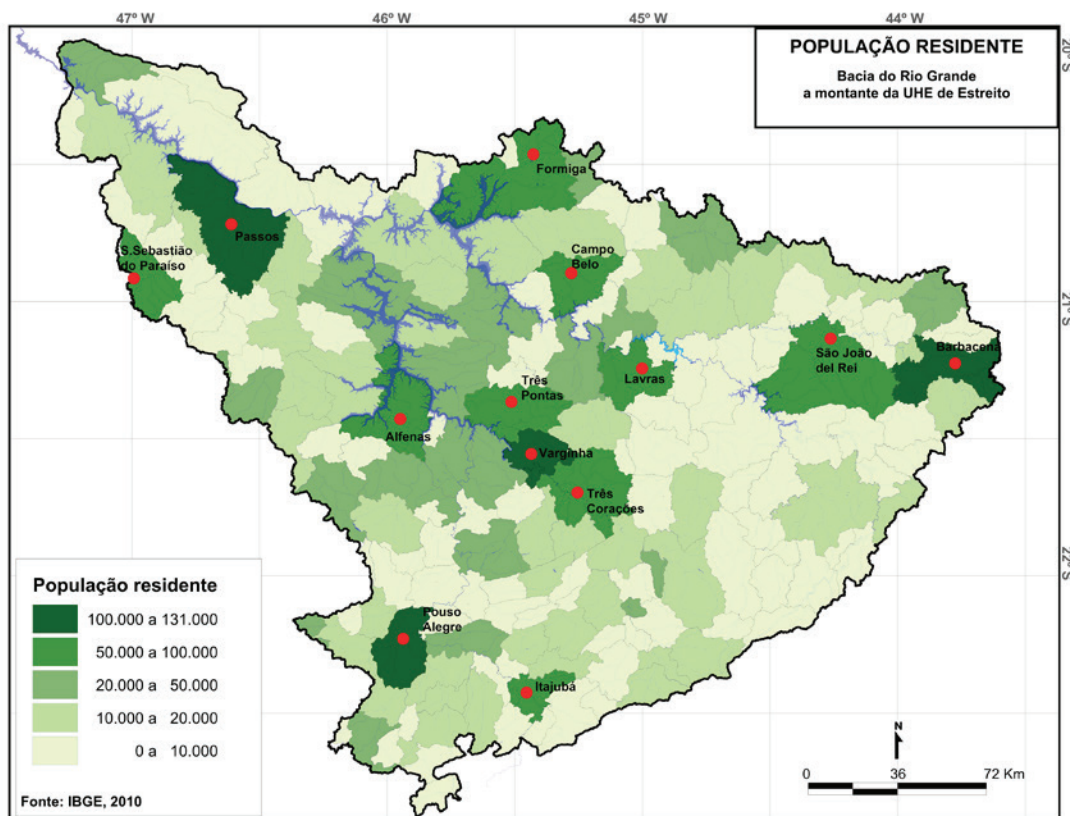 47º W
46º W
45º W
44º W
POPULAÇÃO RESIDENTE
Bacia do Rio Grande
a montante da UHE de Estreito
20º S
Formiga
Passos
S.Sebastião
do Paraíso
Campo
Belo
21º S
São João
del Rei
Barbacena
Lavras
Três
Pontas
Alfenas
Varginha
Três
Corações
22º S
Pouso
Alegre
Itajubá
População residente
100.000 a 131.000
50.000 a 100.000
20.000 a 50.000
10.000 a 20.000
0 a 10.000
Fonte: IBGE, 2010
N
0 36 72 Km